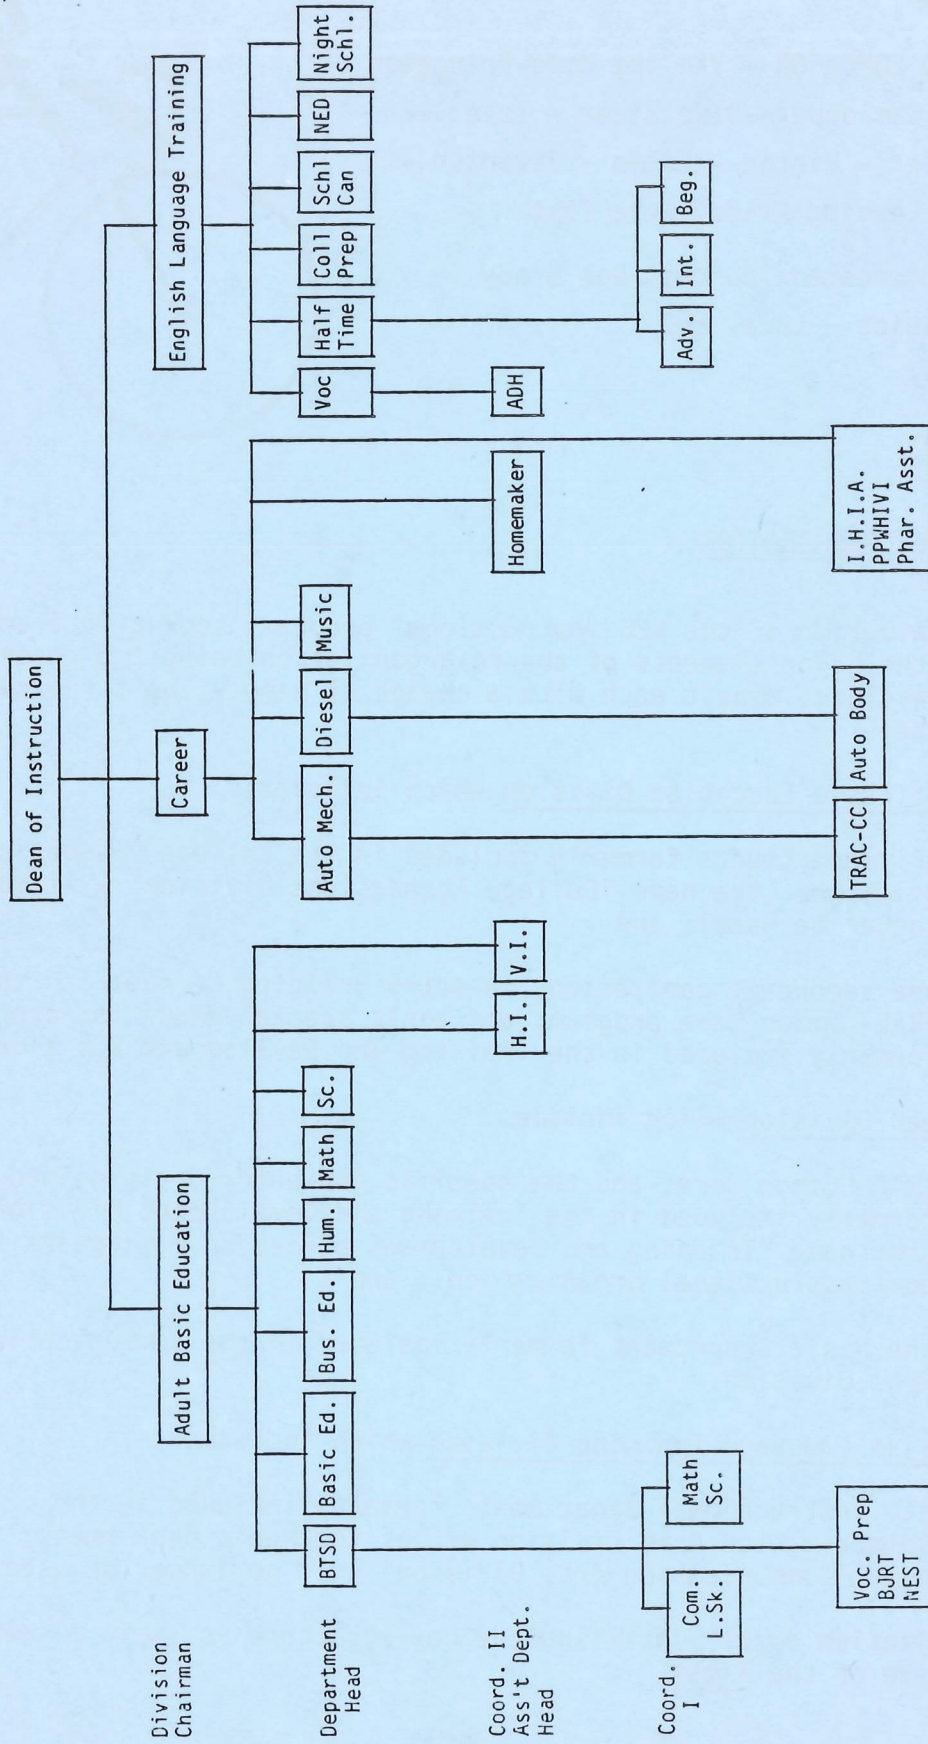 Dean of Instruction
Division
Chairman
Adult Basic Education
Career
English Language Training
Department
Head
BTSD
Basic Ed.
Bus. Ed.
Hum.
Math
Sc.
Auto Mech.
Diesel
Music
Voc
Half
Time
Coll
Prep
Schl
Can
NED
Night
Schl.
Coord. II
Ass't Dept.
Head
H.I.
V.I.
Homemaker
ADH
Coord.
I
Com.
L.Sk.
Math
Sc.
Adv.
Int.
Beg.
Voc. Prep
BJRT
NEST
TRAC-CC
Auto Body
I.H.I.A.
PPWHIVI
Phar. Asst.